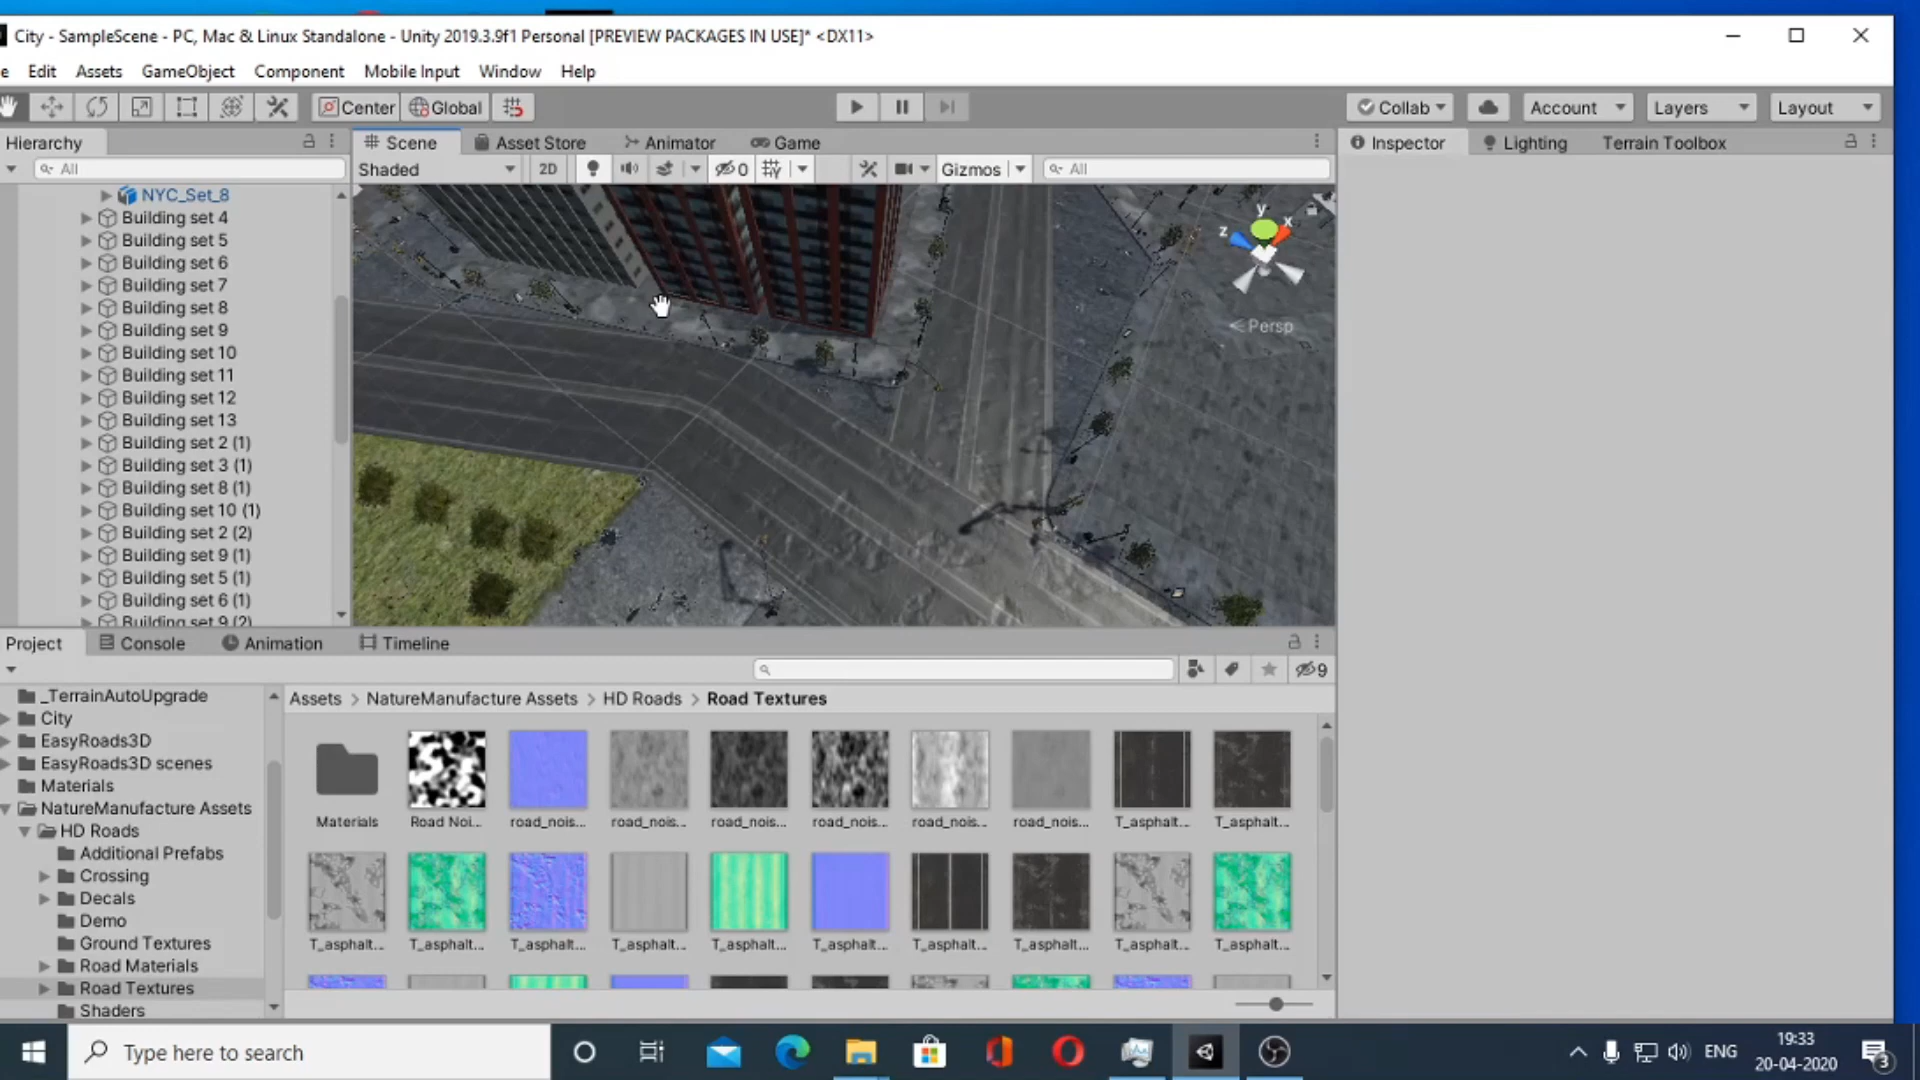 City - SampleScene - PC, Mac & Linux Standalone - Unity 2019.3.9f1 Personal [PREVIEW PACKAGES IN USE]* <DX11>
e Edit Assets GameObject Component Mobile Input Window Help
Center Global Collab Account Layers Layout
Hierarchy Scene Asset Store Animator Game Inspector Lighting Terrain Toolbox
All Shaded 2D 0 Gizmos All
NYC_Set_8
Building set 4
Building set 5
Building set 6
Building set 7
Building set 8
Building set 9
Building set 10
Building set 11
Building set 12
Building set 13
Building set 2 (1)
Building set 3 (1)
Building set 8 (1)
Building set 10 (1)
Building set 2 (2)
Building set 9 (1)
Building set 5 (1)
Building set 6 (1)
Building set 9 (2)
y
x
z
Persp
Project Console Animation Timeline
9
_TerrainAutoUpgrade
City
EasyRoads3D
EasyRoads3D scenes
Materials
NatureManufacture Assets
HD Roads
Additional Prefabs
Crossing
Decals
Demo
Ground Textures
Road Materials
Road Textures
Shaders
Assets > NatureManufacture Assets > HD Roads > Road Textures
Materials Road Noi... road_nois... road_nois... road_nois... road_nois... road_nois... road_nois... T_asphalt... T_asphalt...
T_asphalt... T_asphalt... T_asphalt... T_asphalt... T_asphalt... T_asphalt... T_asphalt... T_asphalt... T_asphalt... T_asphalt...
Type here to search
ENG
19:33
20-04-2020
3